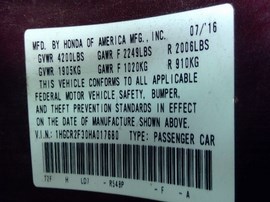 MFD. BY HONDA OF AMERICA MFG., INC. 07/'16
GVWR 4200LBS GAWR F 2249LBS R 2006LBS
GVWR 1905KG GAWR F 1020KG R 910KG
THIS VEHICLE CONFORMS TO ALL APPLICABLE
FEDERAL MOTOR VEHICLE SAFETY, BUMPER,
AND THEFT PREVENTION STANDARDS IN EFFECT
ON THE DATE OF MANUFACTURE SHOWN ABOVE.
V.I.N.: 1HGCR2F30HA017660 TYPE: PASSENGER CAR
R548P - F - A